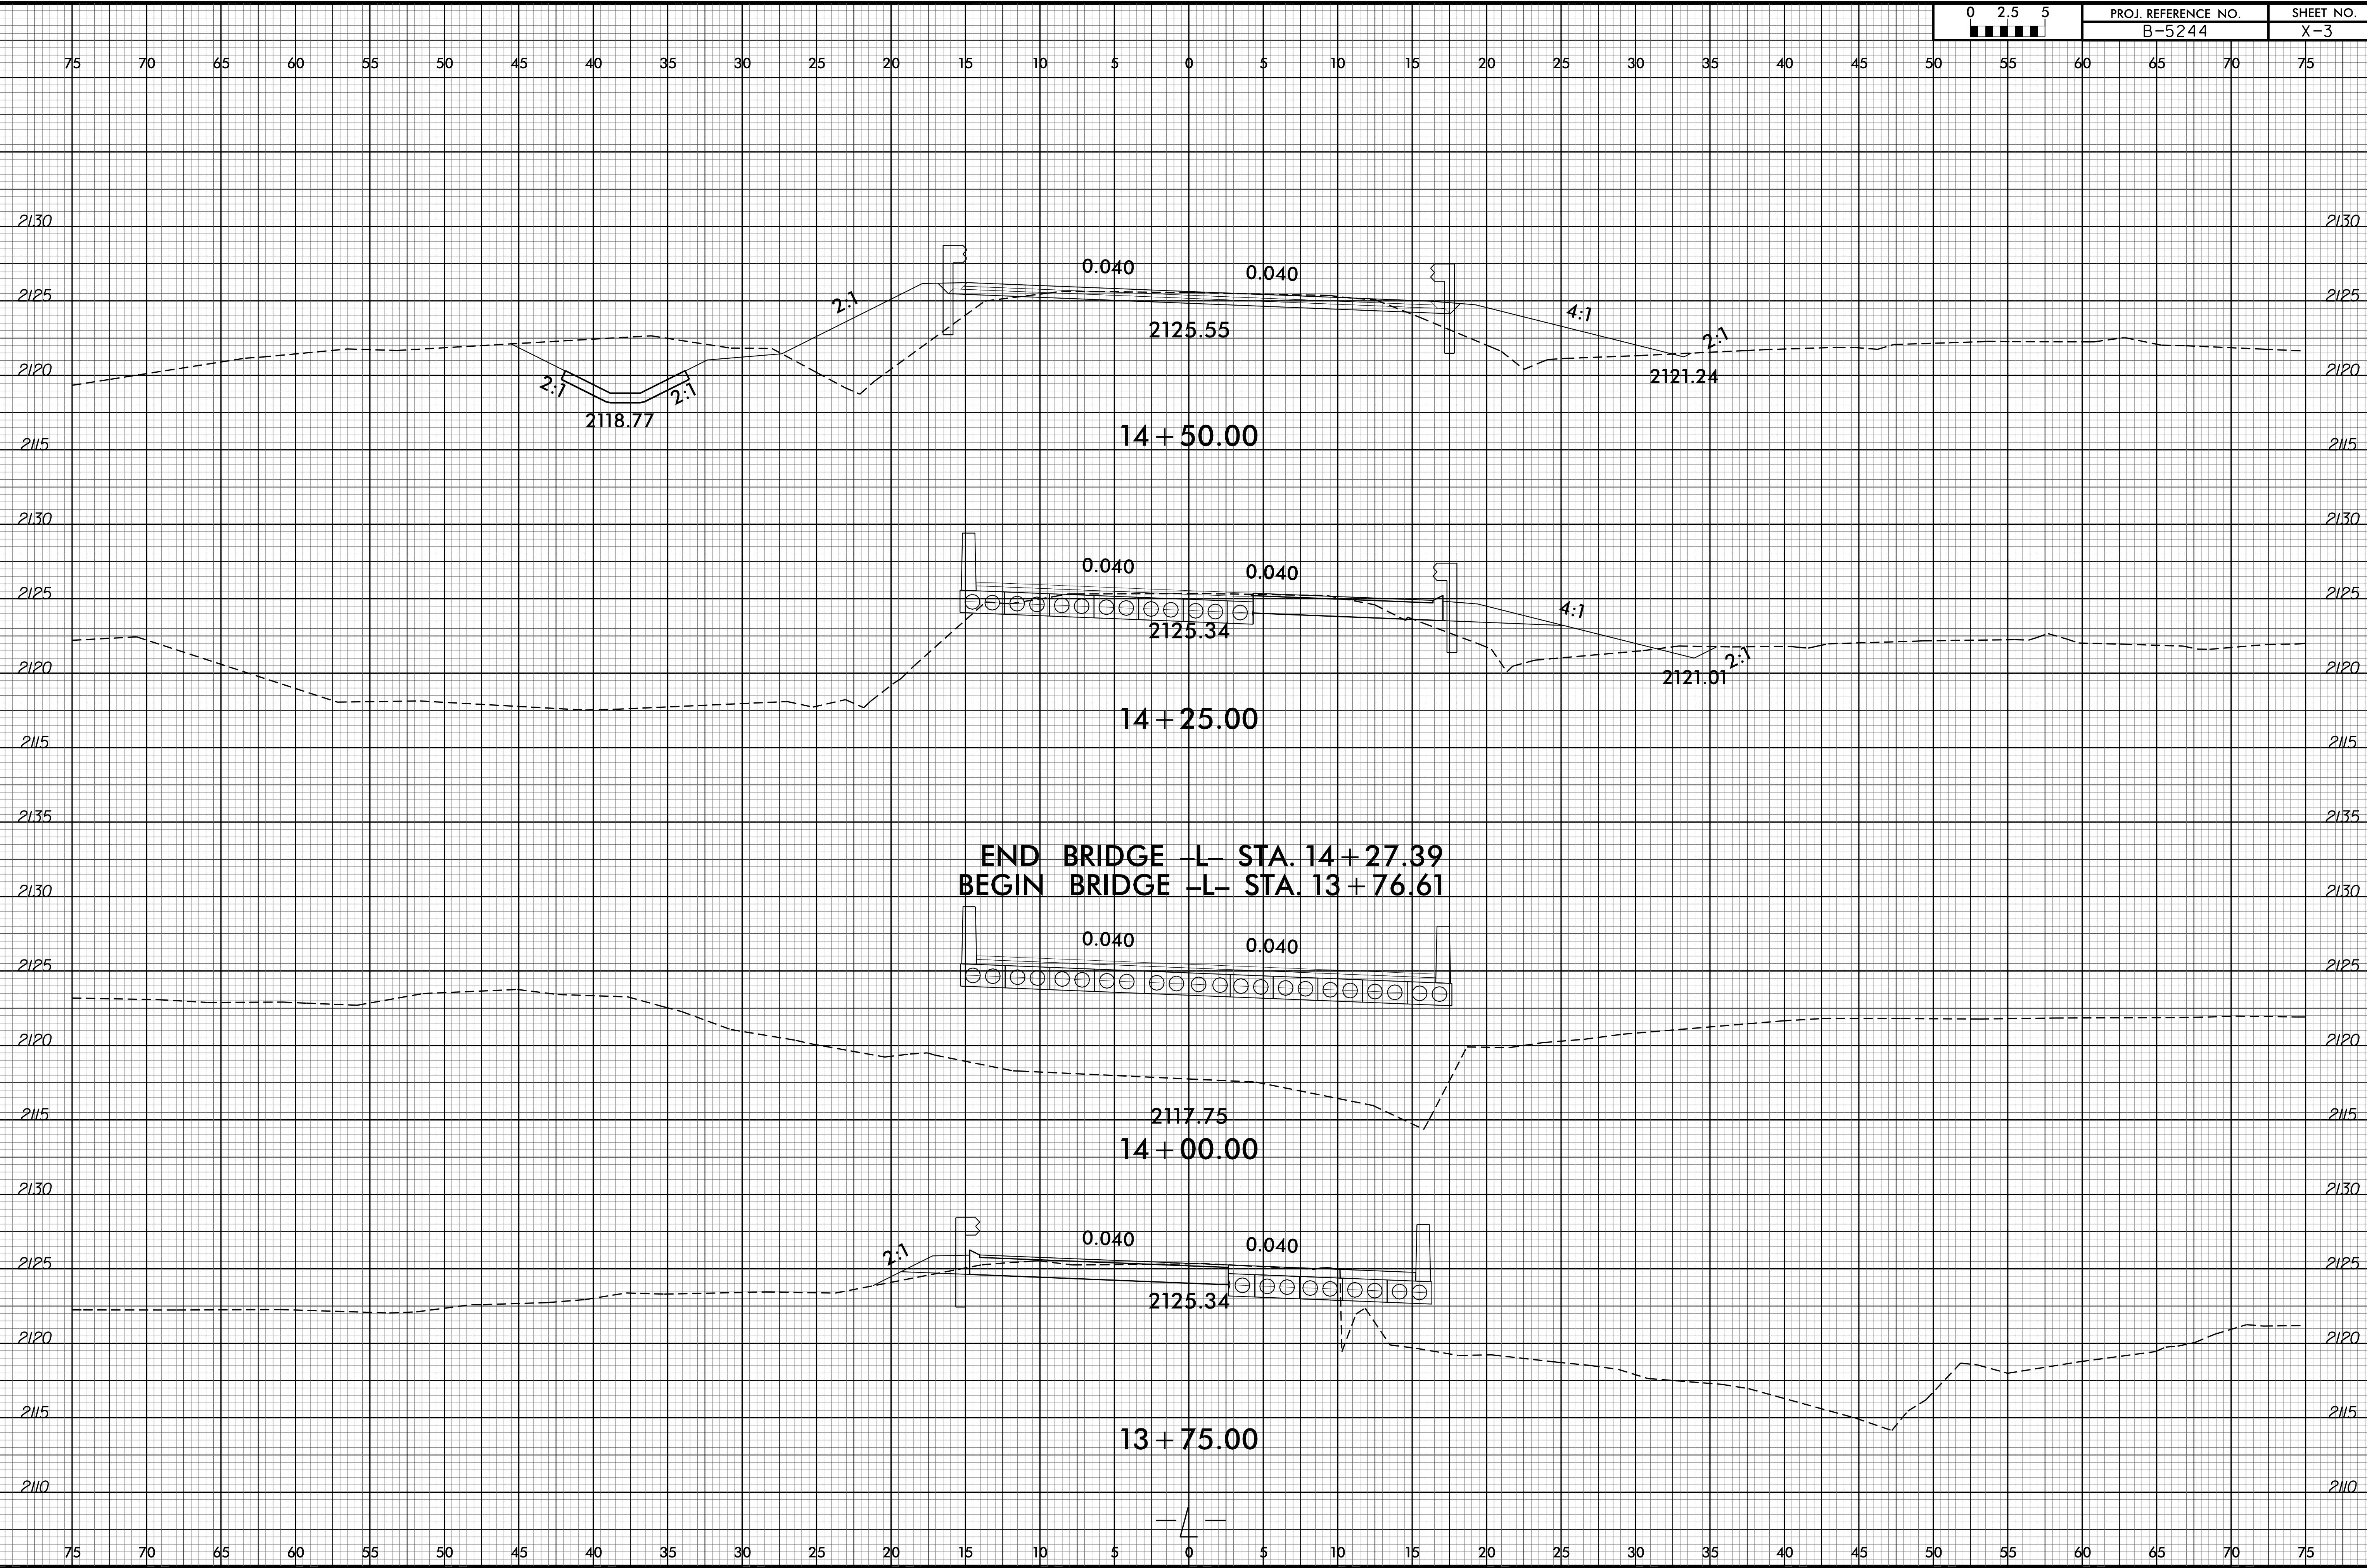 0 2.5 5 PROJ. REFERENCE NO. SHEET NO.
B-5244 X-3
75 70 65 60 55 50 45 40 35 30 25 20 15 10 5 0 5 10 15 20 25 30 35 40 45 50 55 60 65 70 75
2130 2130
0.040 0.040
2125 2:1 2125
4:1
2125.55 2:1
2120 2:1 2:1 2121.24 2120
2118.77
2115 14+50.00 2115
2130 2130
0.040 0.040
2125 4:1 2125
2125.34
2120 2:1 2120
2121.01
14+25.00
2115 2115
2135 2135
END BRIDGE -L- STA. 14+27.39
2130 BEGIN BRIDGE -L- STA. 13+76.61 2130
0.040 0.040
2125 2125
2120 2120
2115 2117.75 2115
14+00.00
2130 2130
0.040 0.040
2:1
2125 2125
2125.34
2120 2120
2115 2115
13+75.00
2110 2110
-L-
75 70 65 60 55 50 45 40 35 30 25 20 15 10 5 0 5 10 15 20 25 30 35 40 45 50 55 60 65 70 75